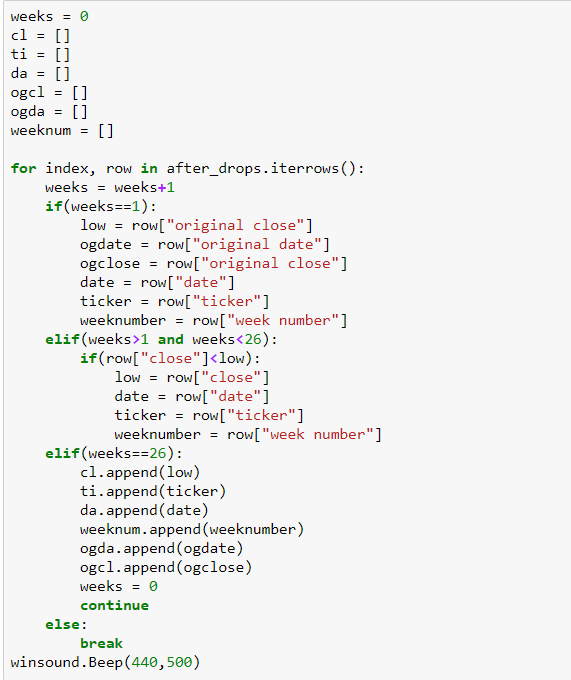 weeks = 0
cl = []
ti = []
da = []
ogcl = []
ogda = []
weeknum = []

for index, row in after_drops.iterrows():
    weeks = weeks+1
    if(weeks==1):
        low = row["original close"]
        ogdate = row["original date"]
        ogclose = row["original close"]
        date = row["date"]
        ticker = row["ticker"]
        weeknumber = row["week number"]
    elif(weeks>1 and weeks<26):
        if(row["close"]<low):
            low = row["close"]
            date = row["date"]
            ticker = row["ticker"]
            weeknumber = row["week number"]
    elif(weeks==26):
        cl.append(low)
        ti.append(ticker)
        da.append(date)
        weeknum.append(weeknumber)
        ogda.append(ogdate)
        ogcl.append(ogclose)
        weeks = 0
        continue
    else:
        break
winsound.Beep(440,500)